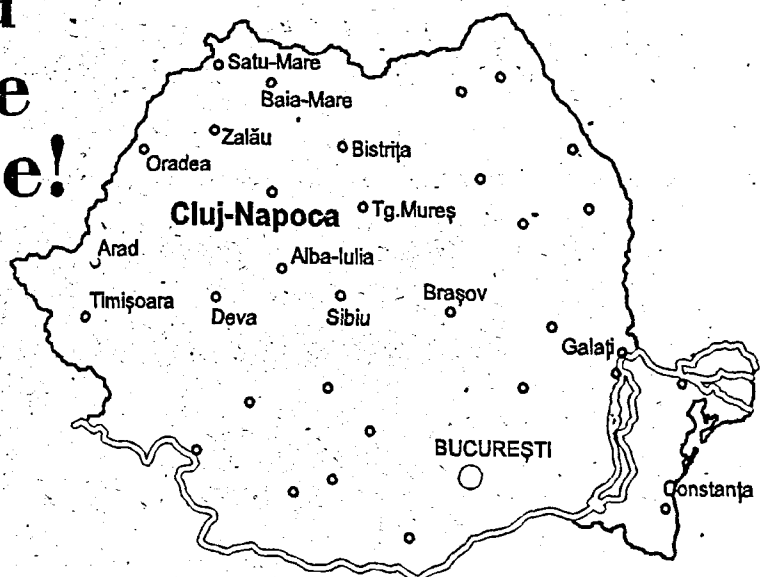 e
e!
Satu-Mare
Baia-Mare
Zalău
Oradea
Bistrița
Cluj-Napoca
Tg.Mureș
Arad
Alba-Iulia
Timișoara
Deva
Sibiu
Brașov
Galați
BUCUREȘTI
Constanța